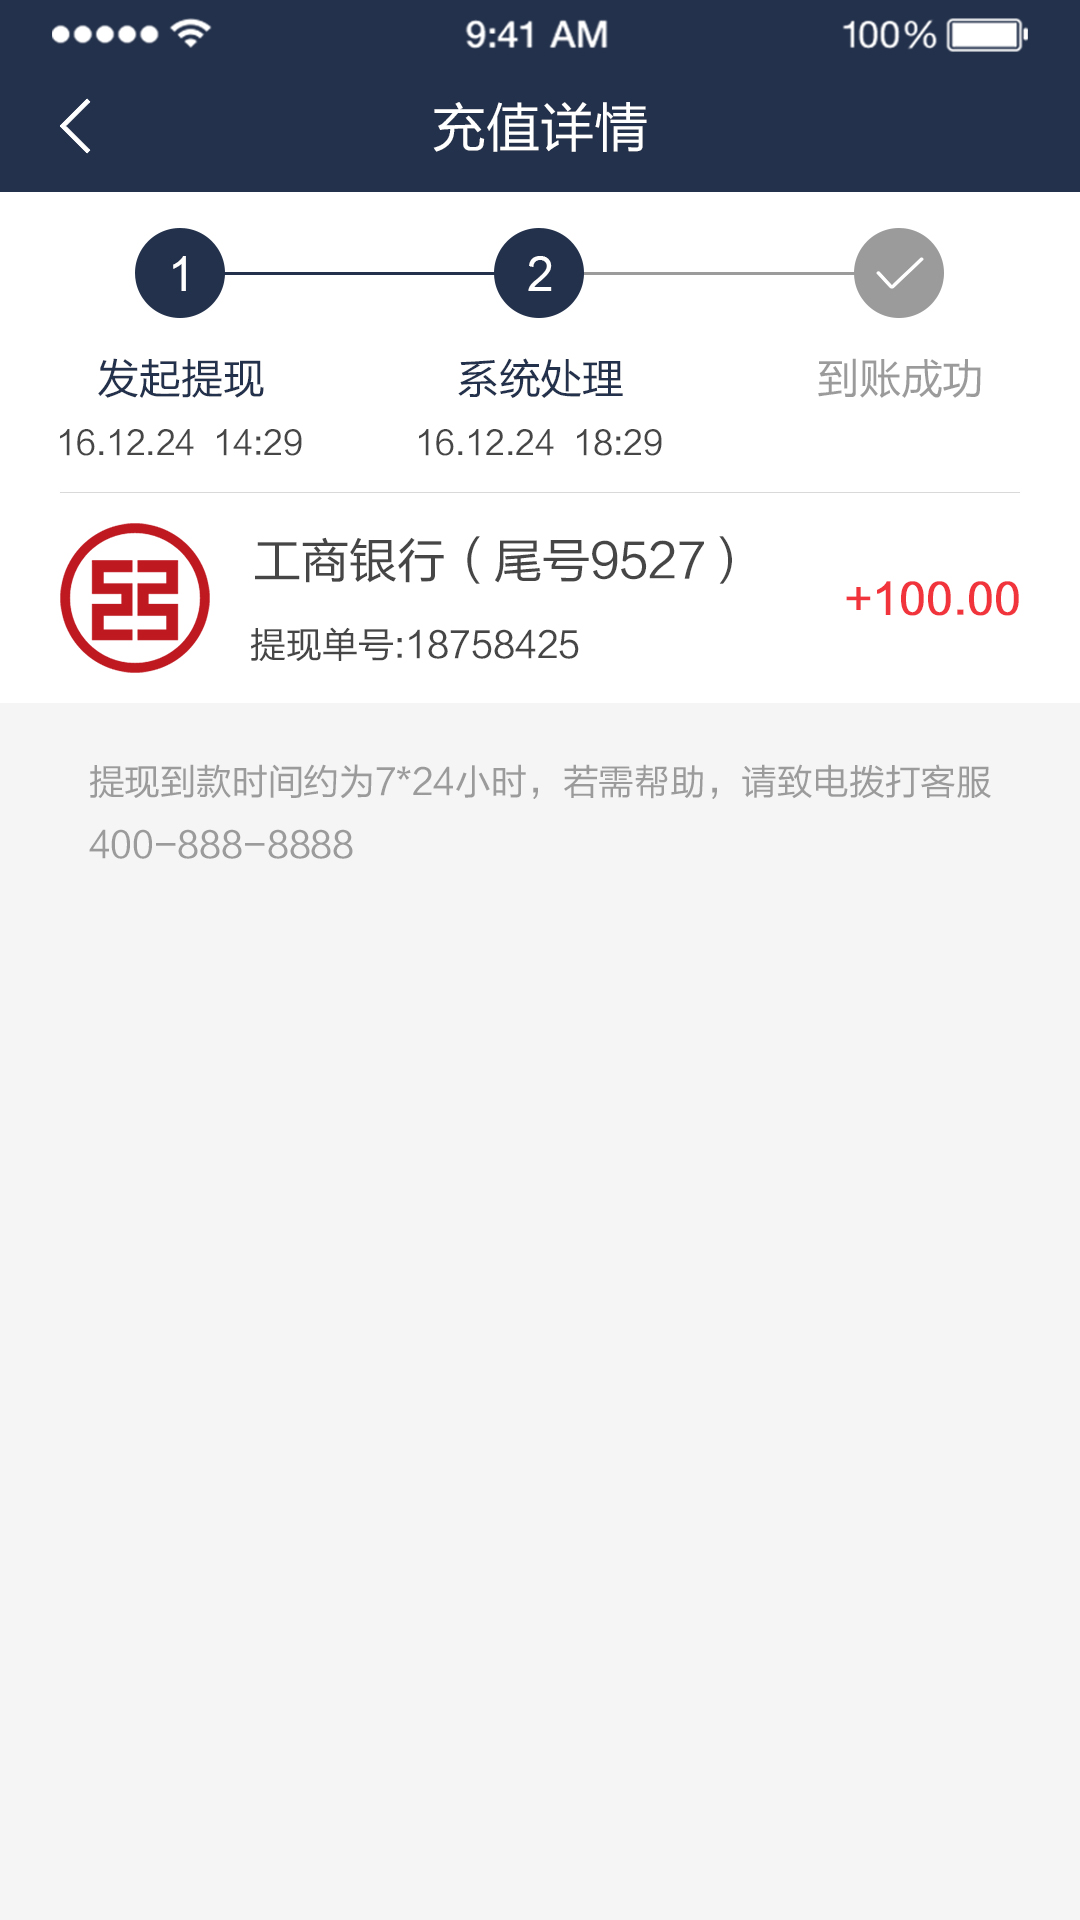 9:41 AM
100%
充值详情
1
2
发起提现
系统处理
到账成功
16.12.24 14:29
16.12.24 18:29
工商银行（尾号9527）
+100.00
提现单号:18758425
提现到款时间约为7*24小时，若需帮助，请致电拨打客服
400-888-8888